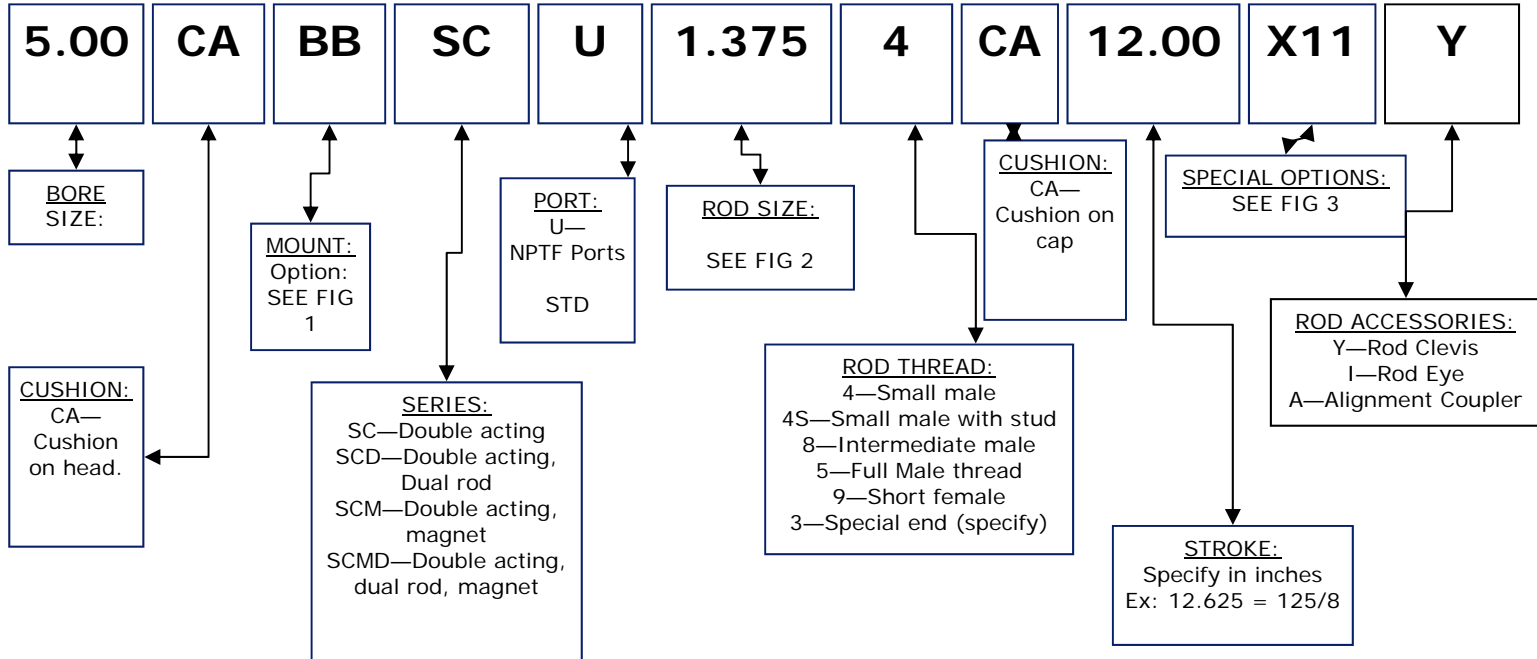 5.00 CA BB SC U 1.375 4 CA 12.00 X11 Y
BORE
SIZE:
CUSHION:
CA—
Cushion
on head.
MOUNT:
Option:
SEE FIG
1
SERIES:
SC—Double acting
SCD—Double acting,
Dual rod
SCM—Double acting,
magnet
SCMD—Double acting,
dual rod, magnet
PORT:
U—
NPTF Ports
STD
ROD SIZE:
SEE FIG 2
ROD THREAD:
4—Small male
4S—Small male with stud
8—Intermediate male
5—Full Male thread
9—Short female
3—Special end (specify)
CUSHION:
CA—
Cushion on
cap
STROKE:
Specify in inches
Ex: 12.625 = 125/8
SPECIAL OPTIONS:
SEE FIG 3
ROD ACCESSORIES:
Y—Rod Clevis
I—Rod Eye
A—Alignment Coupler